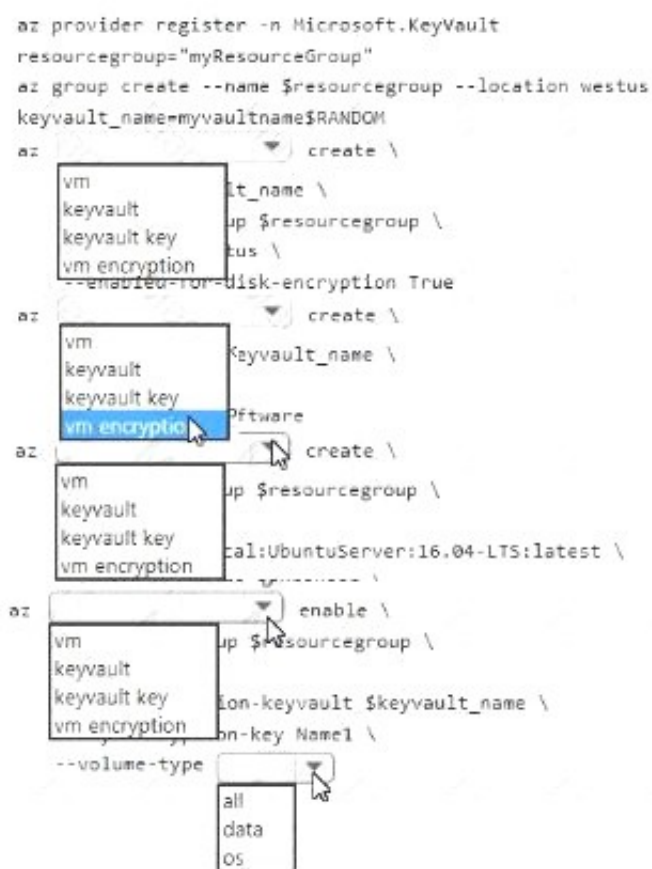 az provider register -n Microsoft.KeyVault
resourcegroup="myResourceGroup"
az group create --name $resourcegroup --location westus
keyvault_name=myvaultname$RANDOM
az create \
vm
keyvault
keyvault key
vm encryption
lt_name \
up $resourcegroup \
tus \
--enabled-for-disk-encryption True
az create \
vm
keyvault
keyvault key
vm encryptio
Keyvault_name \
ftware
az create \
vm
keyvault
keyvault key
vm encryption
up $resourcegroup \
cal:UbuntuServer:16.04-LTS:latest \
az enable \
vm
keyvault
keyvault key
vm encryption
up $resourcegroup \
ion-keyvault $keyvault_name \
on-key Name1 \
--volume-type
all
data
os